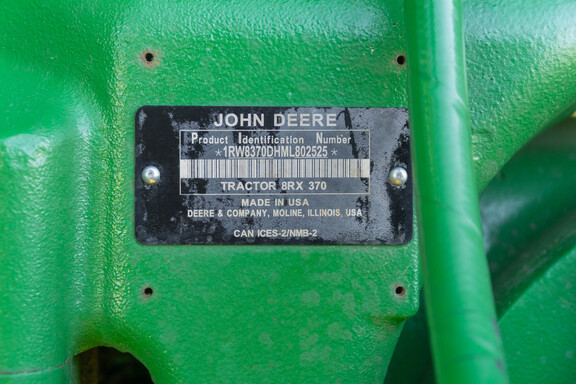 JOHN DEERE
Product Identification Number
*1RW8370DHML802525*
TRACTOR 8RX 370
MADE IN USA
DEERE & COMPANY, MOLINE, ILLINOIS, USA
CAN ICES-2/NMB-2